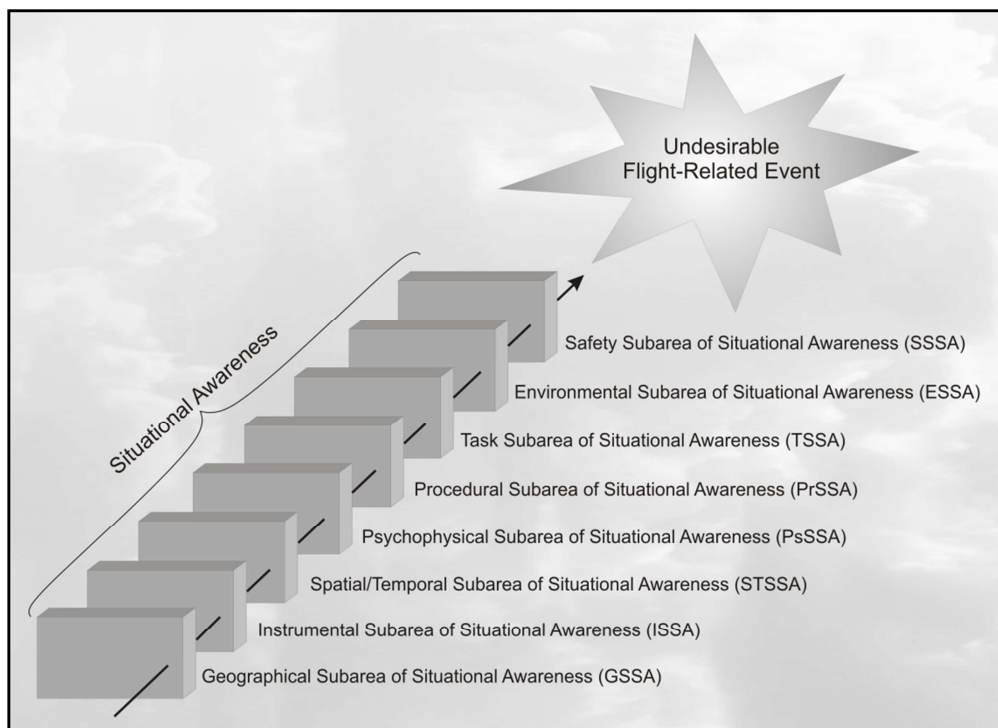 Undesirable
Flight-Related Event
Situational Awareness
Safety Subarea of Situational Awareness (SSSA)
Environmental Subarea of Situational Awareness (ESSA)
Task Subarea of Situational Awareness (TSSA)
Procedural Subarea of Situational Awareness (PrSSA)
Psychophysical Subarea of Situational Awareness (PsSSA)
Spatial/Temporal Subarea of Situational Awareness (STSSA)
Instrumental Subarea of Situational Awareness (ISSA)
Geographical Subarea of Situational Awareness (GSSA)